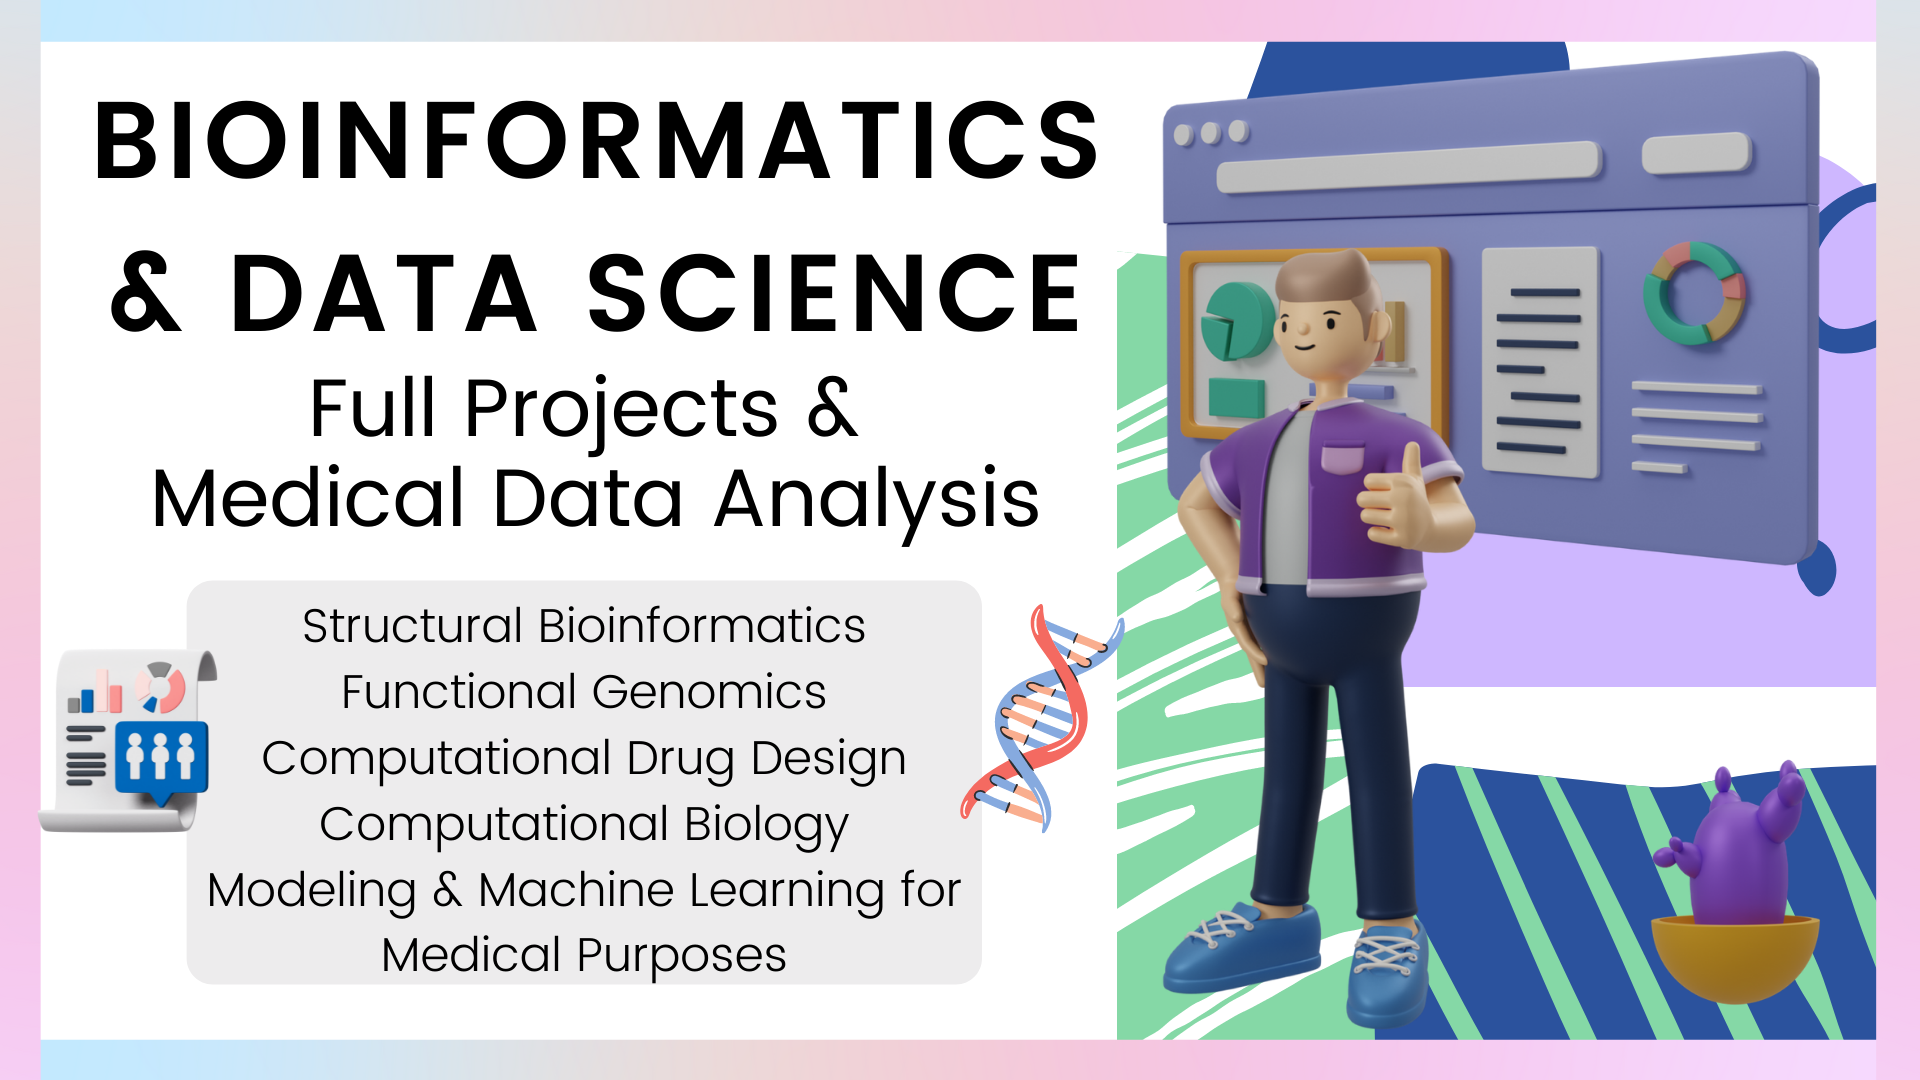 BIOINFORMATICS
& DATA SCIENCE
Full Projects &
Medical Data Analysis
Structural Bioinformatics
Functional Genomics
Computational Drug Design
Computational Biology
Modeling & Machine Learning for
Medical Purposes